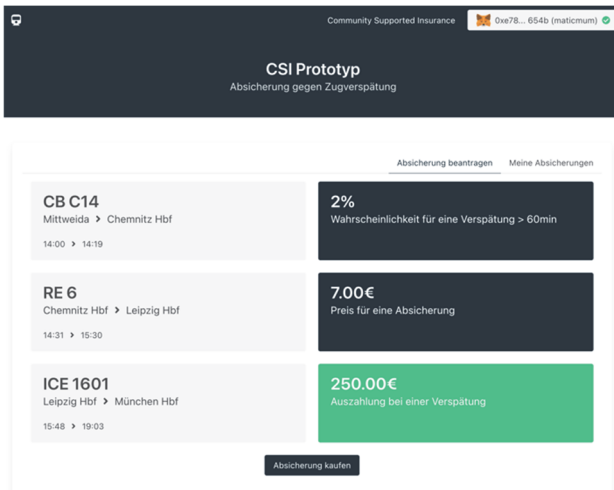 Community Supported Insurance
0xe78... 654b (maticmum)
CSI Prototyp
Absicherung gegen Zugverspätung
Absicherung beantragen
Meine Absicherungen
CB C14
Mittweida > Chemnitz Hbf
14:00 > 14:19
2%
Wahrscheinlichkeit für eine Verspätung > 60min
RE 6
Chemnitz Hbf > Leipzig Hbf
14:31 > 15:30
7.00€
Preis für eine Absicherung
ICE 1601
Leipzig Hbf > München Hbf
15:48 > 19:03
250.00€
Auszahlung bei einer Verspätung
Absicherung kaufen